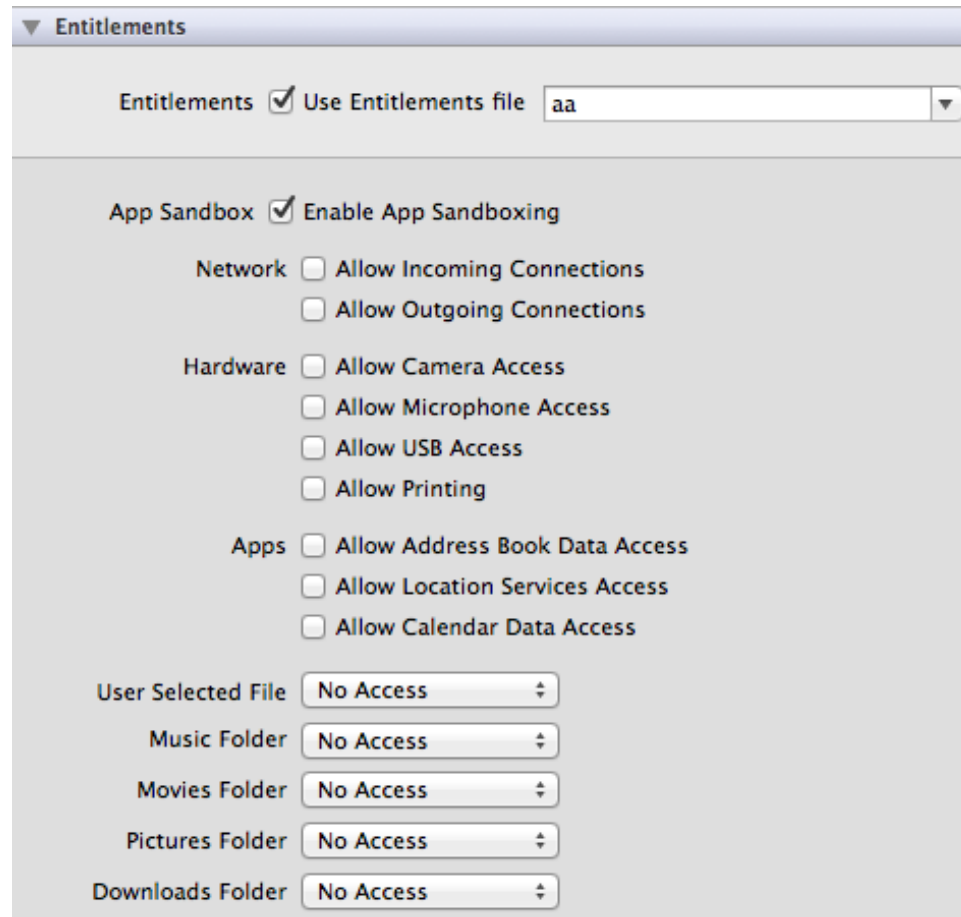 Entitlements
Entitlements Use Entitlements file aa
App Sandbox Enable App Sandboxing
Network Allow Incoming Connections
Allow Outgoing Connections
Hardware Allow Camera Access
Allow Microphone Access
Allow USB Access
Allow Printing
Apps Allow Address Book Data Access
Allow Location Services Access
Allow Calendar Data Access
User Selected File No Access
Music Folder No Access
Movies Folder No Access
Pictures Folder No Access
Downloads Folder No Access